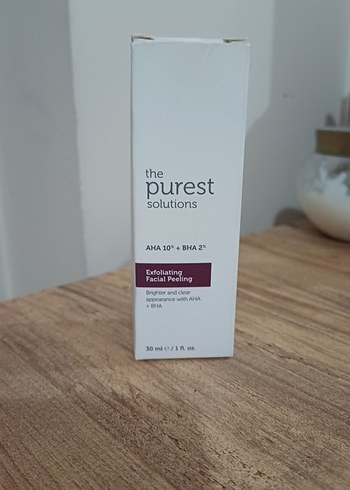 the
purest
solutions
AHA 10% + BHA 2%
Exfoliating
Facial Peeling
Brighter and clear
appearance with AHA
+ BHA
30 ml ℮ / 1 fl. oz.